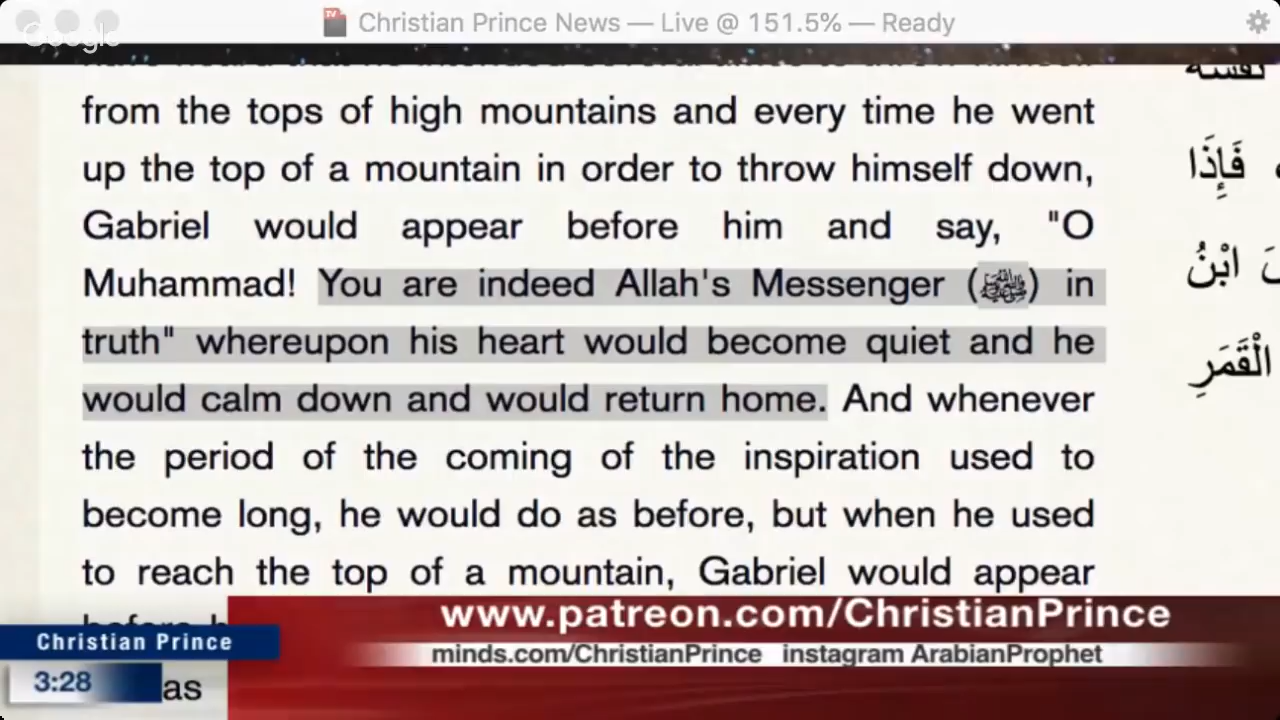 Christian Prince News — Live @ 151.5% — Ready
Google
from the tops of high mountains and every time he went
up the top of a mountain in order to throw himself down,
Gabriel would appear before him and say, "O
Muhammad! You are indeed Allah's Messenger (ﷺ) in
truth" whereupon his heart would become quiet and he
would calm down and would return home. And whenever
the period of the coming of the inspiration used to
become long, he would do as before, but when he used
to reach the top of a mountain, Gabriel would appear
as
نفسه
فَإِذَا
ابْنُ
الْقَمَرِ
www.patreon.com/ChristianPrince
Christian Prince
minds.com/ChristianPrince instagram ArabianProphet
3:28